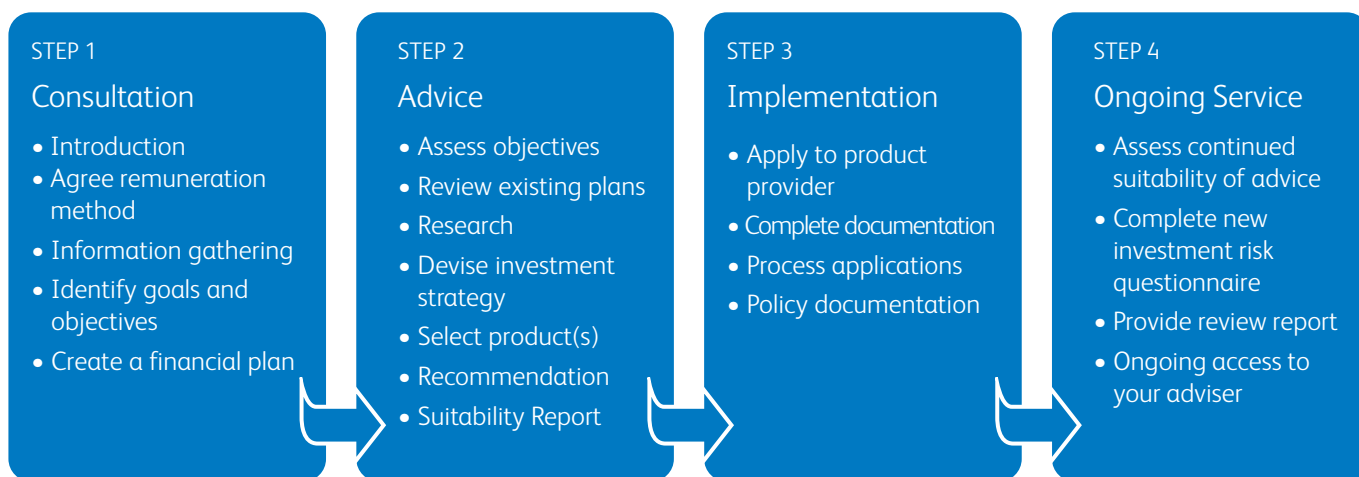 STEP 1
Consultation
• Introduction
• Agree remuneration
method
• Information gathering
• Identify goals and
objectives
• Create a financial plan
STEP 2
Advice
• Assess objectives
• Review existing plans
• Research
• Devise investment
strategy
• Select product(s)
• Recommendation
• Suitability Report
STEP 3
Implementation
• Apply to product
provider
• Complete documentation
• Process applications
• Policy documentation
STEP 4
Ongoing Service
• Assess continued
suitability of advice
• Complete new
investment risk
questionnaire
• Provide review report
• Ongoing access to
your adviser